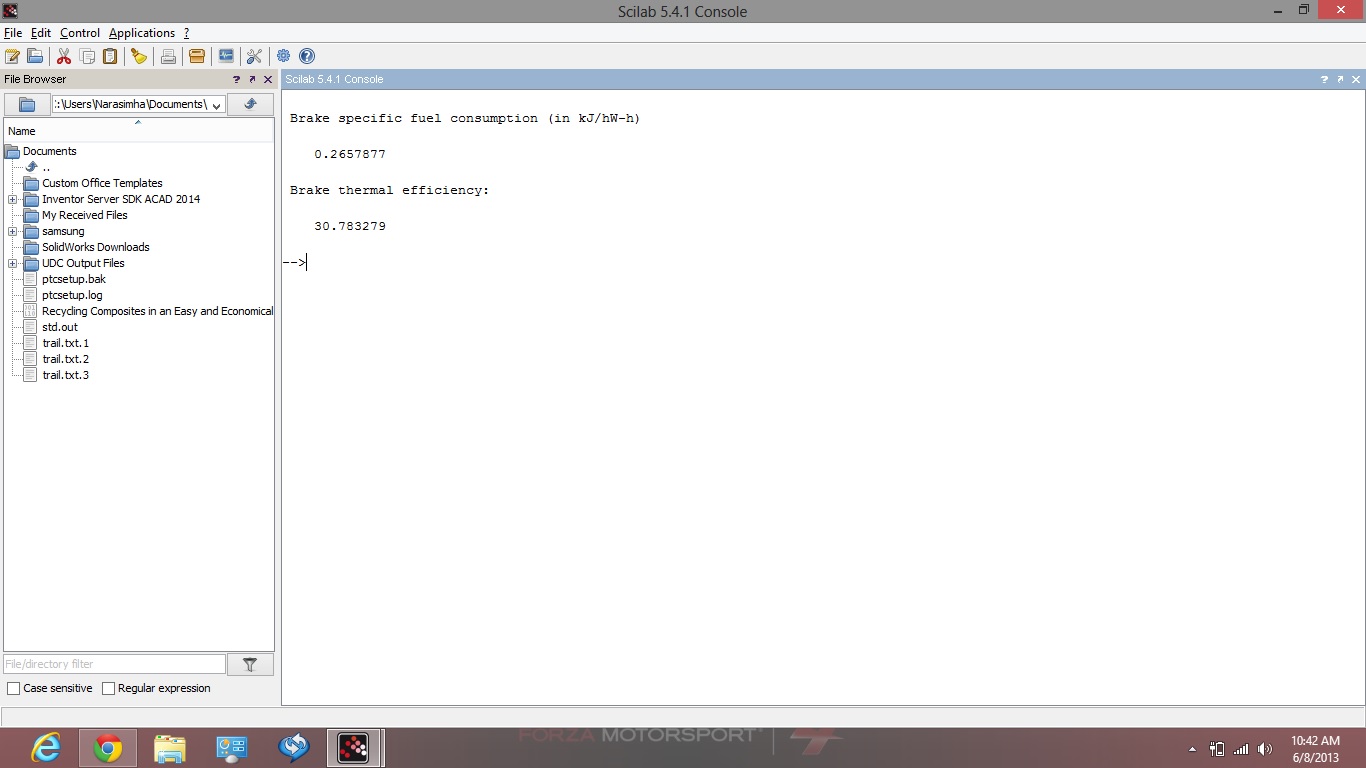 Scilab 5.4.1 Console
File Edit Control Applications ?
File Browser
Scilab 5.4.1 Console
:\Users\Narasimha\Documents\
Name
Documents
..
Custom Office Templates
Inventor Server SDK ACAD 2014
My Received Files
samsung
SolidWorks Downloads
UDC Output Files
ptcsetup.bak
ptcsetup.log
Recycling Composites in an Easy and Economical
std.out
trail.txt.1
trail.txt.2
trail.txt.3
Brake specific fuel consumption (in kJ/hW-h)
0.2657877
Brake thermal efficiency:
30.783279
-->
File/directory filter
Case sensitive Regular expression
FORZA MOTORSPORT
10:42 AM
6/8/2013